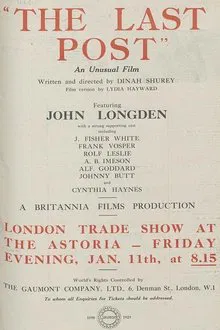 "THE LAST
POST"
An Unusual Film
Written and directed by DINAH SHUREY
Film version by LYDIA HAYWARD
Featuring
JOHN LONGDEN
with a strong supporting cast
including
J. FISHER WHITE
FRANK VOSPER
ROLF LESLIE
A. B. IMESON
ALF. GODDARD
JOHNNY BUTT
and
CYNTHIA HAYNES
A BRITANNIA FILMS PRODUCTION
LONDON TRADE SHOW AT
THE ASTORIA – FRIDAY
EVENING, JAN. 11th, at 8.15
World's Rights Controlled by
THE GAUMONT COMPANY, LTD., 6, Denman St., London, W.1
To whom all Enquiries for Tickets should be addressed.